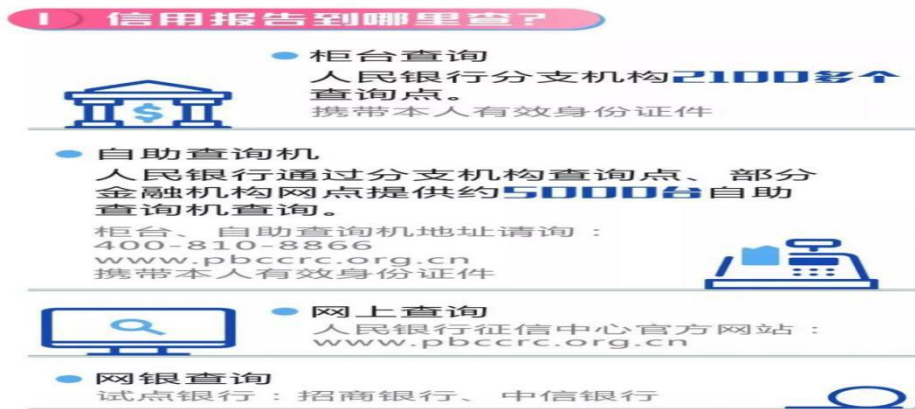 1 信用报告到哪里查？
柜台查询
人民银行分支机构2100多个
查询点。
携带本人有效身份证件
自助查询机
人民银行通过分支机构查询点、部分
金融机构网点提供约5000台自助
查询机查询。
柜台、自助查询机地址请询：
400-810-8866
www.pbccrc.org.cn
携带本人有效身份证件
网上查询
人民银行征信中心官方网站：
www.pbccrc.org.cn
网银查询
试点银行：招商银行、中信银行